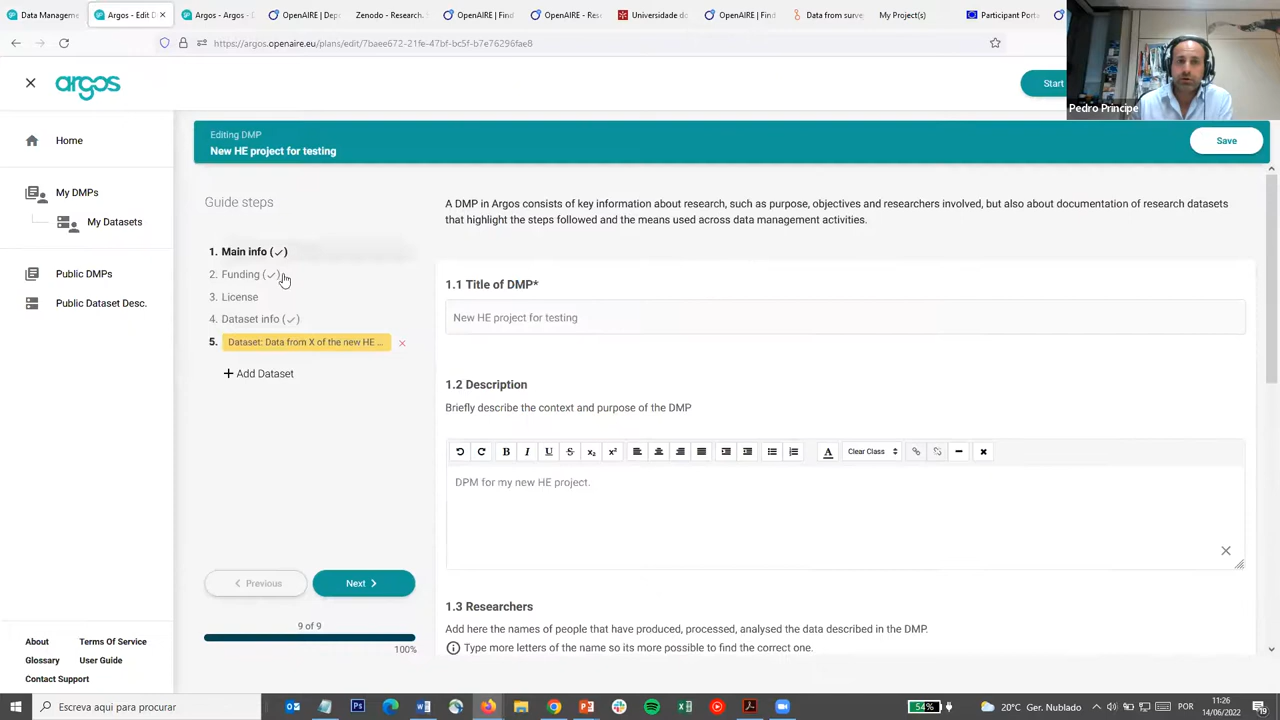 Data Manageme
Argos - Edit D
Argos - Argos -
OpenAIRE | Dep
Zenodo - Research.
OpenAIRE | Find
OpenAIRE - Res
Universidade do
OpenAIRE | Find
Data from surve
My Project(s)
Participant Porta
https://argos.openaire.eu/plans/edit/7baee672-21fe-47bf-bc5f-b7e76296fae8
argos
Start
Pedro Principe
Home
My DMPs
My Datasets
Public DMPs
Public Dataset Desc.
Editing DMP
New HE project for testing
Save
Guide steps
1. Main info (✓)
2. Funding (✓)
3. License
4. Dataset info (✓)
5. Dataset: Data from X of the new HE ...
+ Add Dataset
Previous
Next
9 of 9
100%
A DMP in Argos consists of key information about research, such as purpose, objectives and researchers involved, but also about documentation of research datasets
that highlight the steps followed and the means used across data management activities.
1.1 Title of DMP*
New HE project for testing
1.2 Description
Briefly describe the context and purpose of the DMP
B I U S x₂ x² A Clear Class
DPM for my new HE project.
1.3 Researchers
Add here the names of people that have produced, processed, analysed the data described in the DMP.
Type more letters of the name so its more possible to find the correct one.
About
Terms Of Service
Glossary
User Guide
Contact Support
Escreva aqui para procurar
54%
20°C Ger. Nublado
POR
11:26
14/06/2022
19